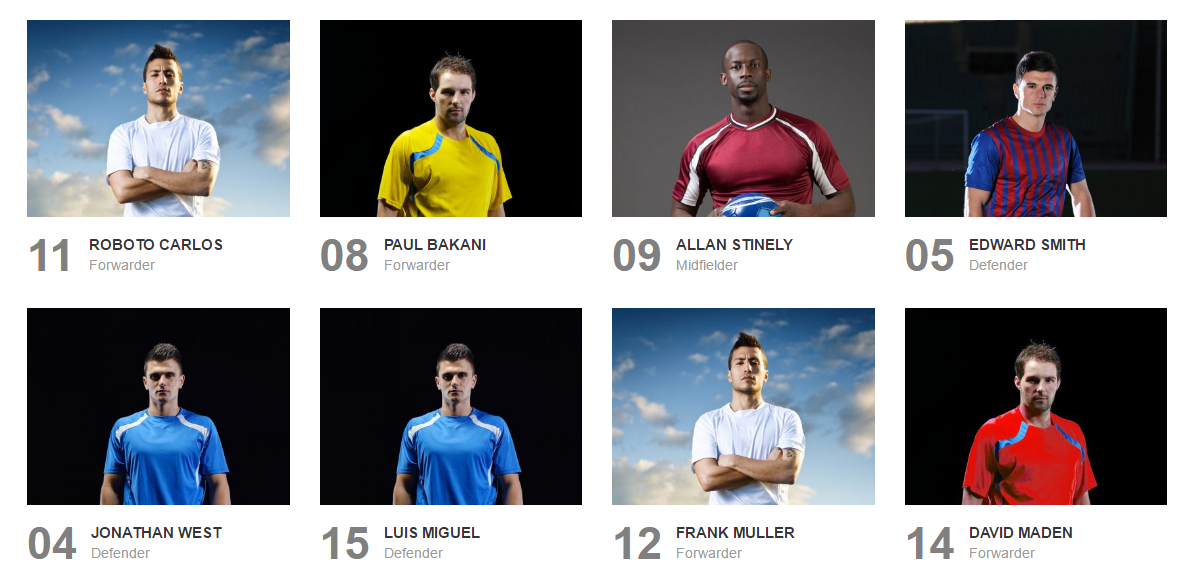 11 ROBOTO CARLOS
Forwarder
08 PAUL BAKANI
Forwarder
09 ALLAN STINELY
Midfielder
05 EDWARD SMITH
Defender
04 JONATHAN WEST
Defender
15 LUIS MIGUEL
Defender
12 FRANK MULLER
Forwarder
14 DAVID MADEN
Forwarder